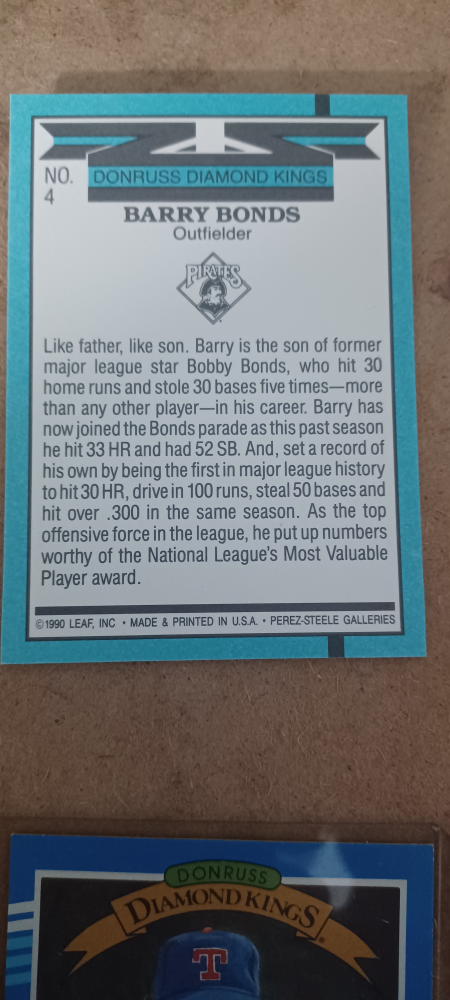 NO.
4
DONRUSS DIAMOND KINGS
BARRY BONDS
Outfielder
PIRATES
Like father, like son. Barry is the son of former
major league star Bobby Bonds, who hit 30
home runs and stole 30 bases five times—more
than any other player—in his career. Barry has
now joined the Bonds parade as this past season
he hit 33 HR and had 52 SB. And, set a record of
his own by being the first in major league history
to hit 30 HR, drive in 100 runs, steal 50 bases and
hit over .300 in the same season. As the top
offensive force in the league, he put up numbers
worthy of the National League's Most Valuable
Player award.
©1990 LEAF, INC • MADE & PRINTED IN U.S.A. • PEREZ-STEELE GALLERIES
DONRUSS
DIAMOND KINGS®
T